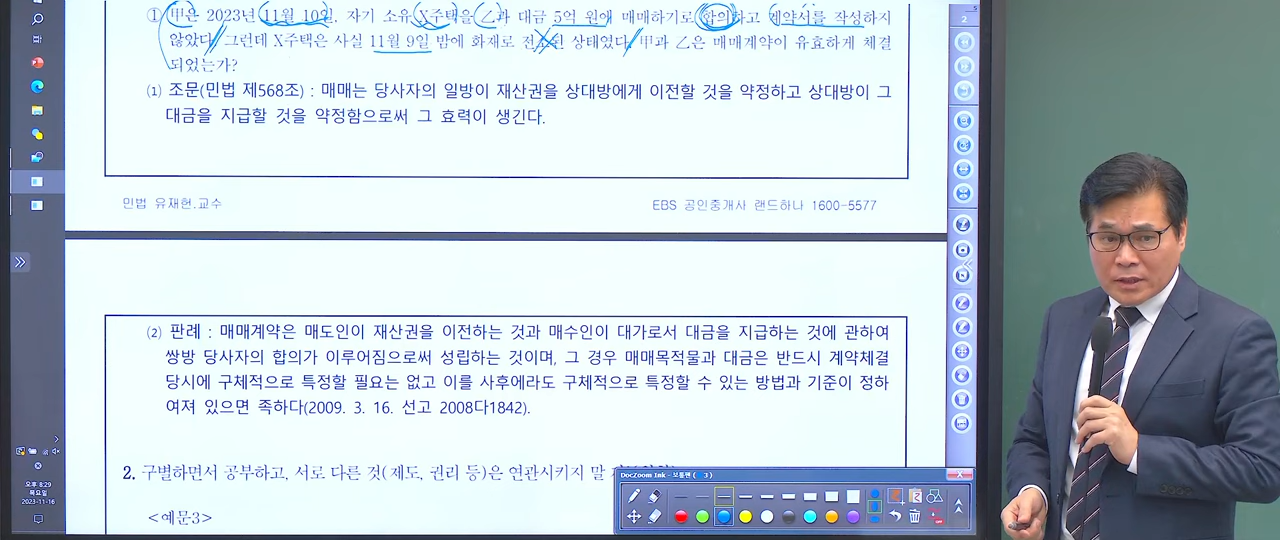 ① 甲은 2023년 11월 10일, 자기 소유 X주택을 乙과 대금 5억 원에 매매하기로 합의하고 계약서를 작성하지
않았다. 그런데 X주택은 사실 11월 9일 밤에 화재로 전소된 상태였다. 甲과 乙은 매매계약이 유효하게 체결
되었는가?
⑴ 조문(민법 제568조) : 매매는 당사자의 일방이 재산권을 상대방에게 이전할 것을 약정하고 상대방이 그
대금을 지급할 것을 약정함으로써 그 효력이 생긴다.
민법 유재헌.교수
EBS 공인중개사 랜드하나 1600-5577
⑵ 판례 : 매매계약은 매도인이 재산권을 이전하는 것과 매수인이 대가로서 대금을 지급하는 것에 관하여
쌍방 당사자의 합의가 이루어짐으로써 성립하는 것이며, 그 경우 매매목적물과 대금은 반드시 계약체결
당시에 구체적으로 특정할 필요는 없고 이를 사후에라도 구체적으로 특정할 수 있는 방법과 기준이 정하
여져 있으면 족하다(2009. 3. 16. 선고 2008다1842).
2. 구별하면서 공부하고, 서로 다른 것(제도, 권리 등)은 연관시키지 말
<예문3>
DocZoom Ink - 보통펜 ( 3)
오후 8:29
목요일
2023-11-16
2